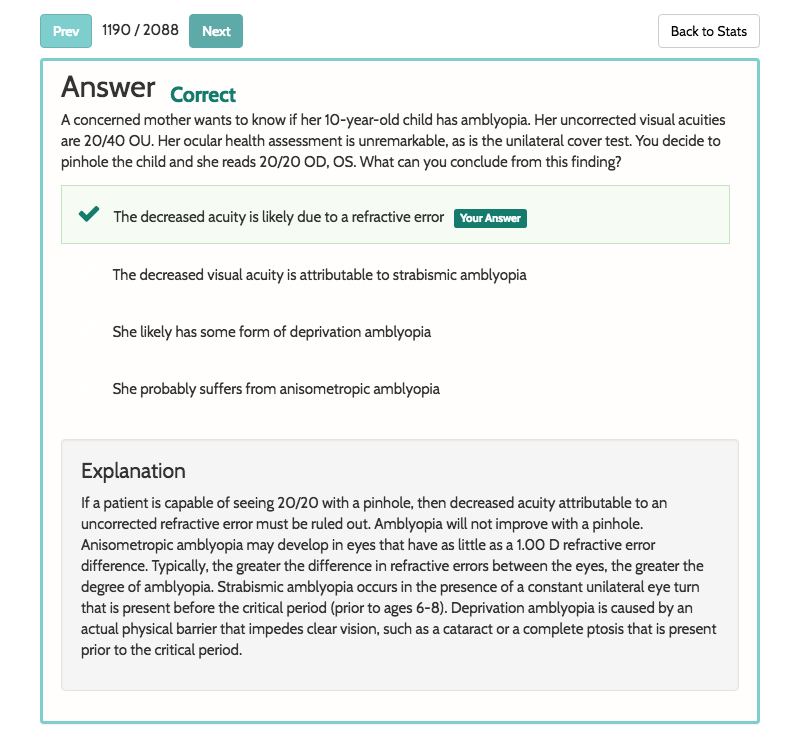 Prev 1190 / 2088 Next Back to Stats
Answer Correct
A concerned mother wants to know if her 10-year-old child has amblyopia. Her uncorrected visual acuities
are 20/40 OU. Her ocular health assessment is unremarkable, as is the unilateral cover test. You decide to
pinhole the child and she reads 20/20 OD, OS. What can you conclude from this finding?
The decreased acuity is likely due to a refractive error Your Answer
The decreased visual acuity is attributable to strabismic amblyopia
She likely has some form of deprivation amblyopia
She probably suffers from anisometropic amblyopia
Explanation
If a patient is capable of seeing 20/20 with a pinhole, then decreased acuity attributable to an
uncorrected refractive error must be ruled out. Amblyopia will not improve with a pinhole.
Anisometropic amblyopia may develop in eyes that have as little as a 1.00 D refractive error
difference. Typically, the greater the difference in refractive errors between the eyes, the greater the
degree of amblyopia. Strabismic amblyopia occurs in the presence of a constant unilateral eye turn
that is present before the critical period (prior to ages 6-8). Deprivation amblyopia is caused by an
actual physical barrier that impedes clear vision, such as a cataract or a complete ptosis that is present
prior to the critical period.